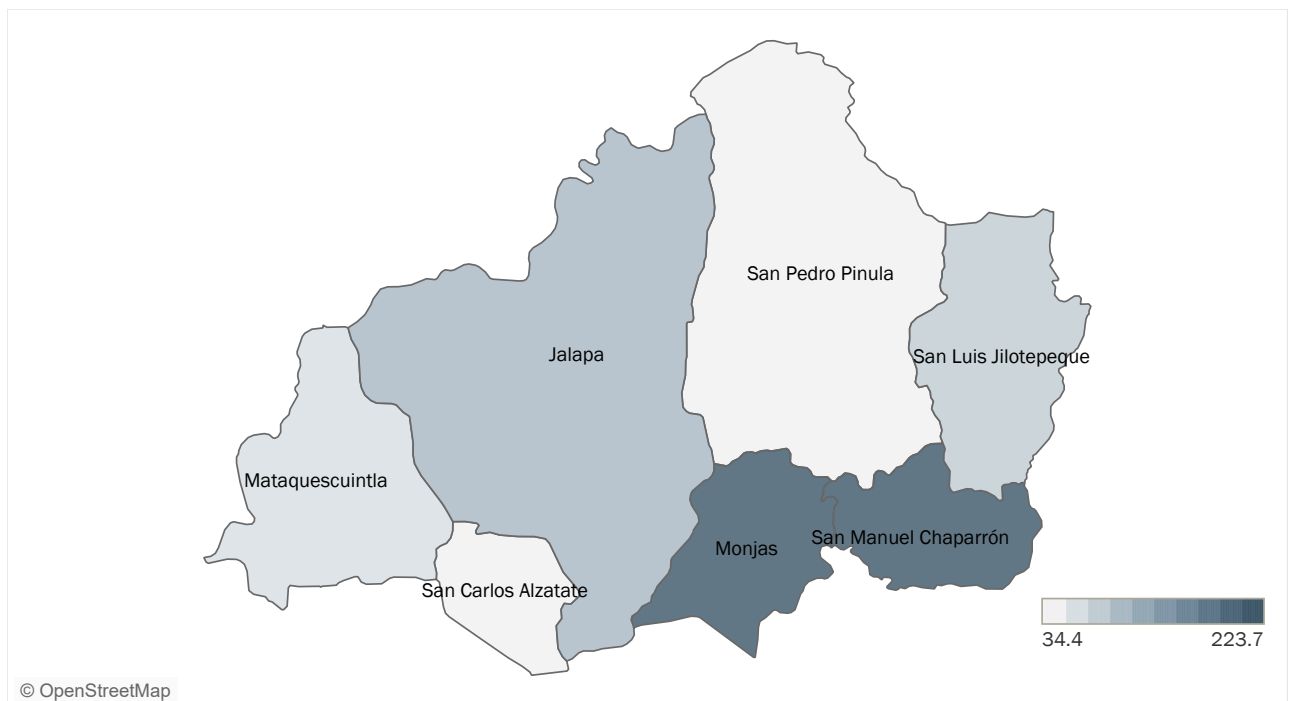 San Pedro Pinula
Jalapa
San Luis Jilotepeque
Mataquescuintla
San Manuel Chaparrón
Monjas
San Carlos Alzatate
34.4
223.7
© OpenStreetMap